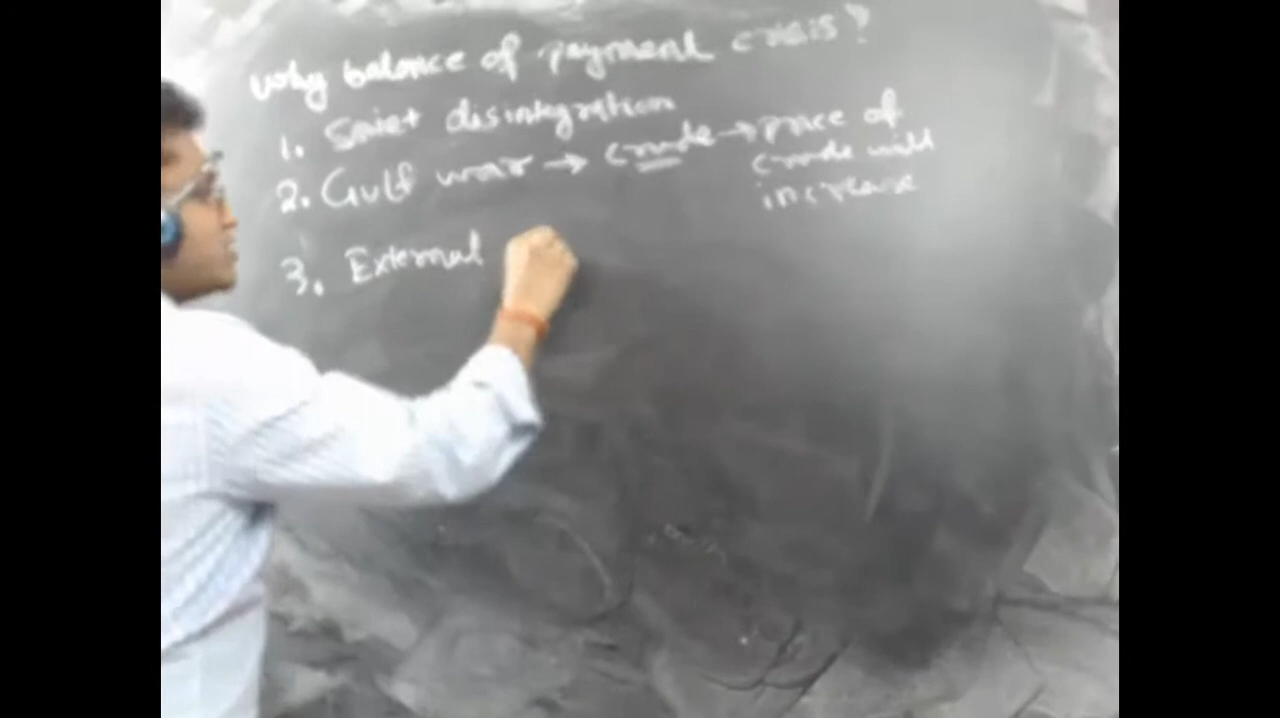 Why balance of payment crisis?
1. Soviet disintegration
2. Gulf war → crude → price of
crude will
increase
3. External